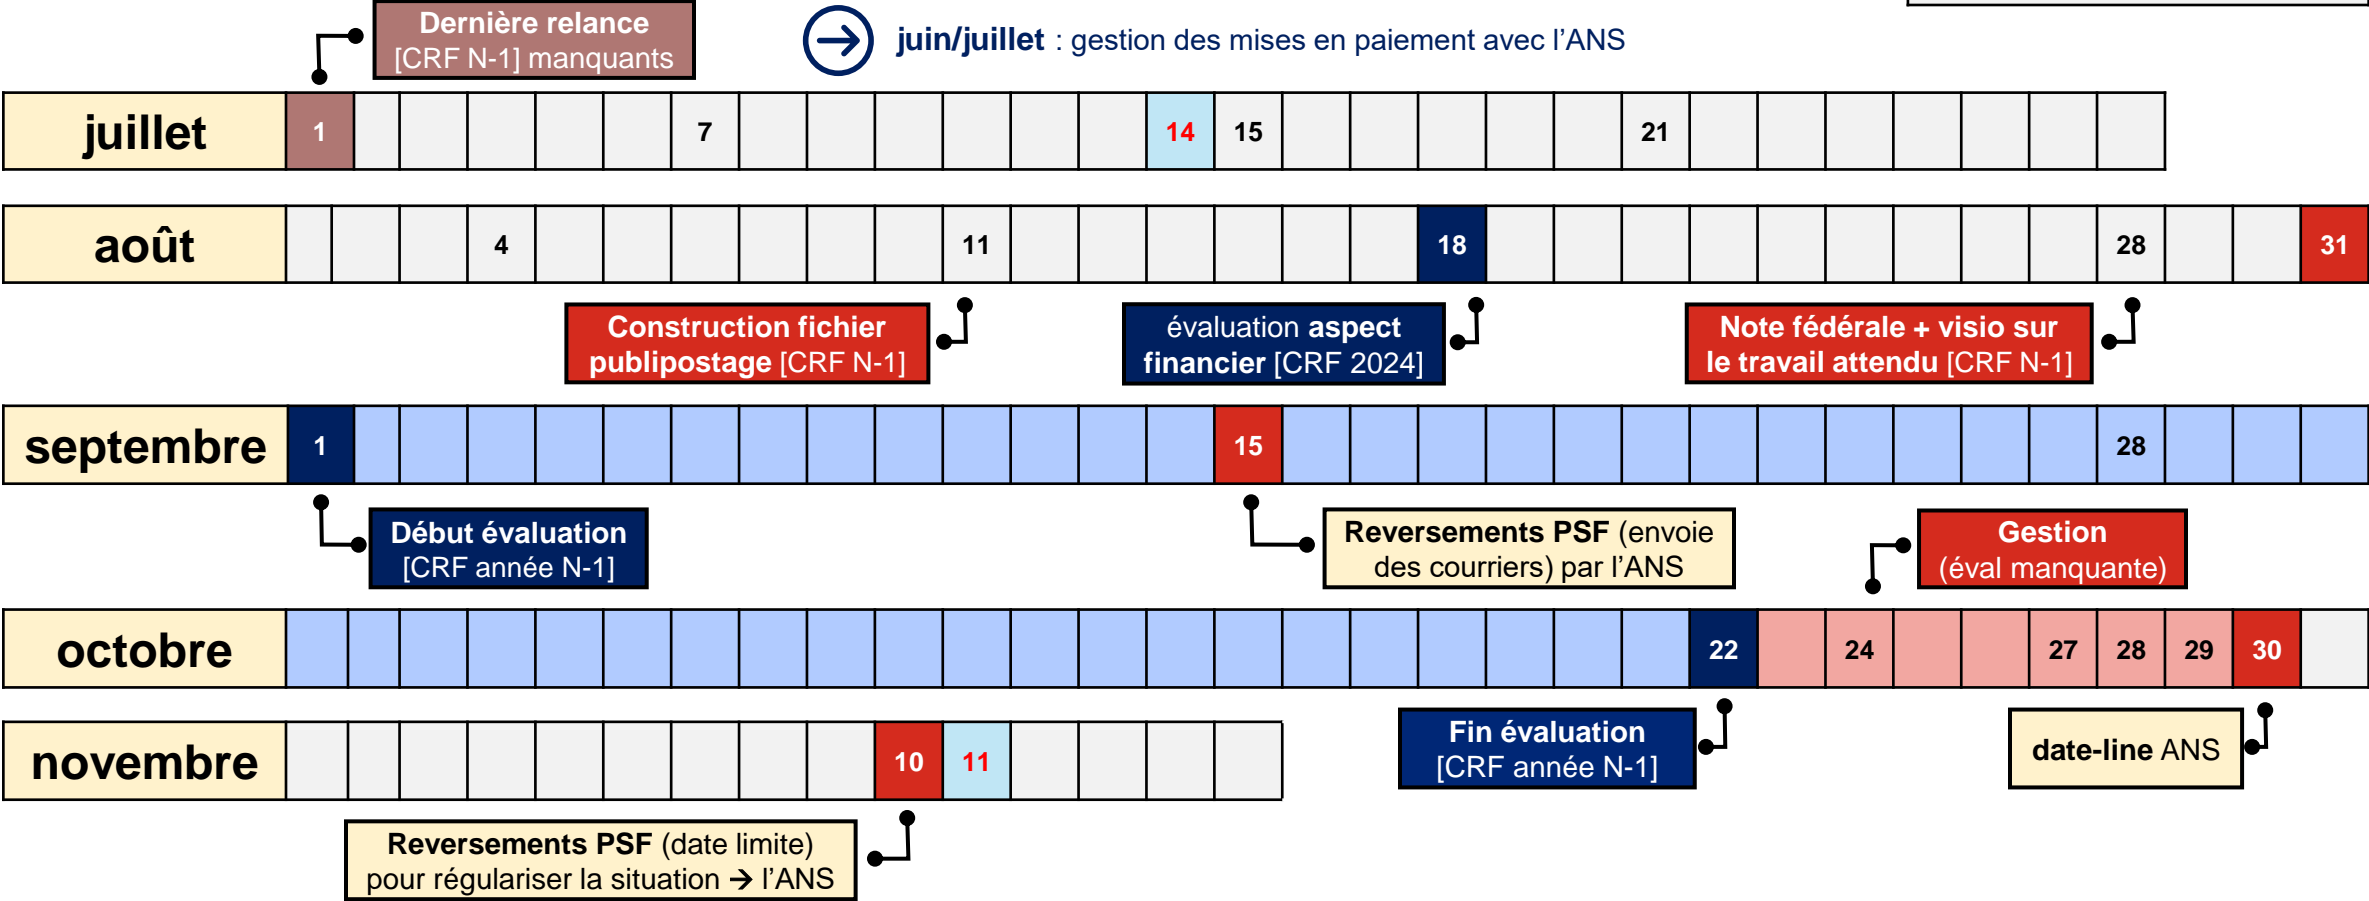 Dernière relance
[CRF N-1] manquants
juin/juillet : gestion des mises en paiement avec l'ANS
juillet 1 7 14 15 21
août 4 11 18 28 31
Construction fichier
publipostage [CRF N-1]
évaluation aspect
financier [CRF 2024]
Note fédérale + visio sur
le travail attendu [CRF N-1]
septembre 1 15 28
Début évaluation
[CRF année N-1]
Reversements PSF (envoie
des courriers) par l'ANS
Gestion
(éval manquante)
octobre 22 24 27 28 29 30
novembre 10 11
Fin évaluation
[CRF année N-1]
date-line ANS
Reversements PSF (date limite)
pour régulariser la situation → l'ANS